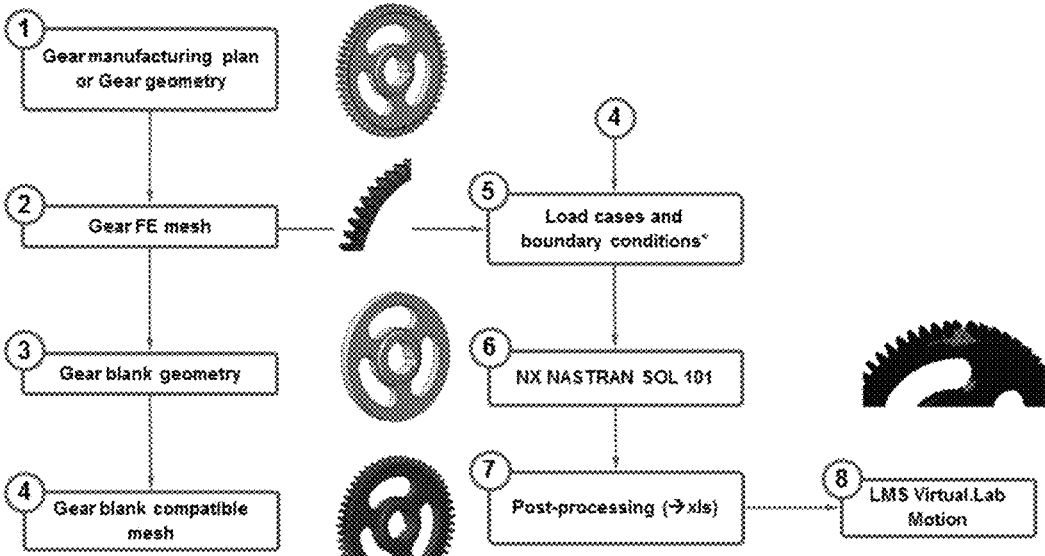 1
Gear manufacturing plan
or Gear geometry
2
Gear FE mesh
3
Gear blank geometry
4
Gear blank compatible
mesh
4
5
Load cases and
boundary conditions*
6
NX NASTRAN SOL 101
7
Post-processing (→xls)
8
LMS Virtual.Lab
Motion